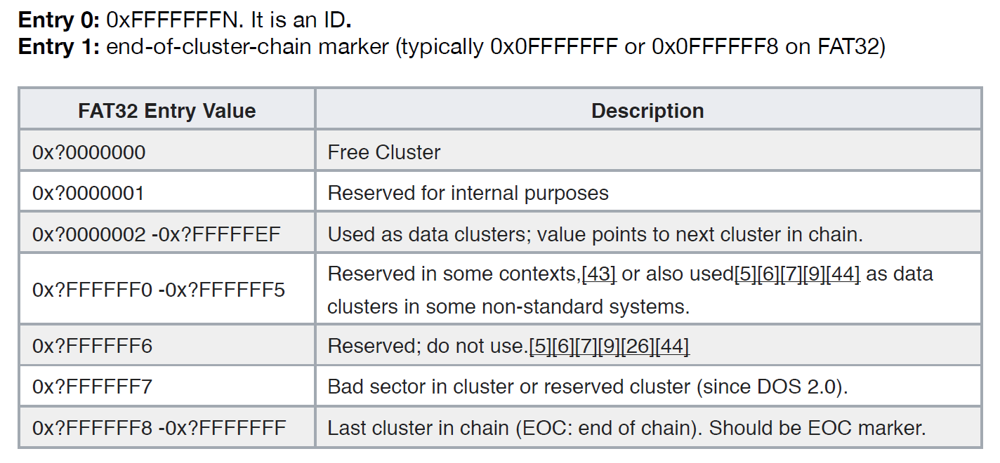 Entry 0: 0xFFFFFFFN. It is an ID.
Entry 1: end-of-cluster-chain marker (typically 0x0FFFFFFF or 0x0FFFFFF8 on FAT32)
FAT32 Entry Value Description
0x?0000000 Free Cluster
0x?0000001 Reserved for internal purposes
0x?0000002 -0x?FFFFFEF Used as data clusters; value points to next cluster in chain.
0x?FFFFFF0 -0x?FFFFFF5 Reserved in some contexts,[43] or also used[5][6][7][9][44] as data
clusters in some non-standard systems.
0x?FFFFFF6 Reserved; do not use.[5][6][7][9][26][44]
0x?FFFFFF7 Bad sector in cluster or reserved cluster (since DOS 2.0).
0x?FFFFFF8 -0x?FFFFFFF Last cluster in chain (EOC: end of chain). Should be EOC marker.